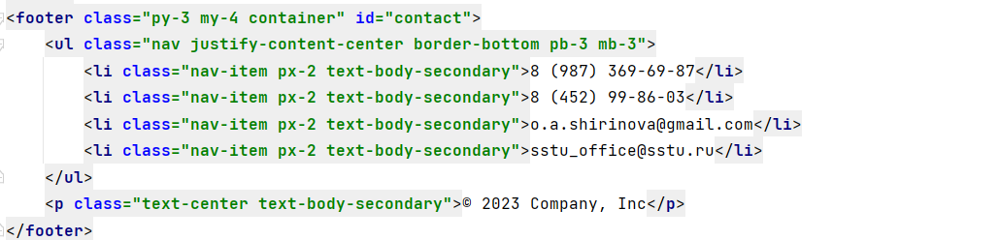 <footer class="py-3 my-4 container" id="contact">
    <ul class="nav justify-content-center border-bottom pb-3 mb-3">
        <li class="nav-item px-2 text-body-secondary">8 (987) 369-69-87</li>
        <li class="nav-item px-2 text-body-secondary">8 (452) 99-86-03</li>
        <li class="nav-item px-2 text-body-secondary">o.a.shirinova@gmail.com</li>
        <li class="nav-item px-2 text-body-secondary">sstu_office@sstu.ru</li>
    </ul>
    <p class="text-center text-body-secondary">© 2023 Company, Inc</p>
</footer>